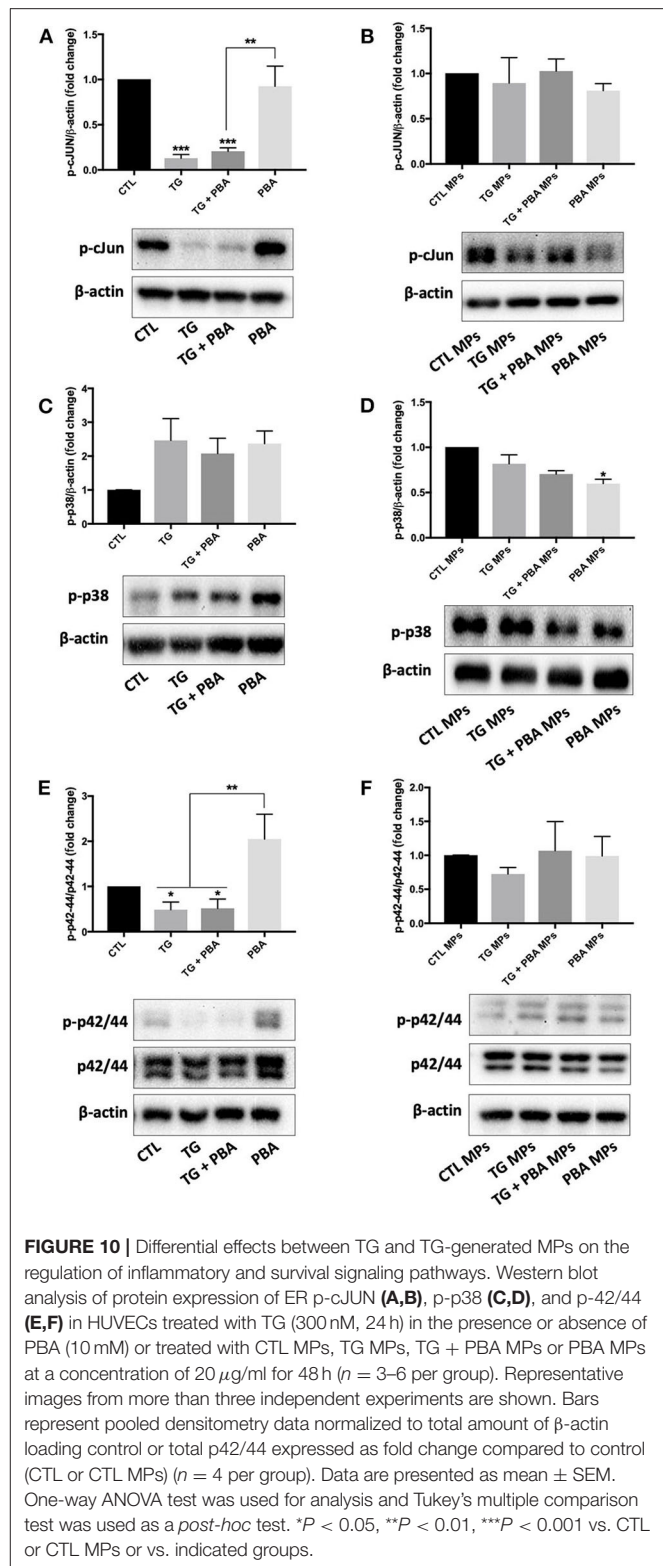 A
p-cJUN/β-actin (fold change)
1.5
1.0
0.5
0.0
**
***
***
CTL
TG
TG + PBA
PBA
p-cJun
β-actin
CTL
TG
TG + PBA
PBA
B
p-cJUN/β-actin (fold change)
1.5
1.0
0.5
0.0
CTL MPs
TG MPs
TG + PBA MPs
PBA MPs
p-cJun
β-actin
CTL MPs
TG MPs
TG + PBA MPs
PBA MPs
C
p-p38/β-actin (fold change)
4
3
2
1
0
CTL
TG
TG + PBA
PBA
p-p38
β-actin
CTL
TG
TG + PBA
PBA
D
p-p38/β-actin (fold change)
1.5
1.0
0.5
0.0
*
CTL MPs
TG MPs
TG + PBA MPs
PBA MPs
p-p38
β-actin
CTL MPs
TG MPs
TG + PBA MPs
PBA MPs
E
p-p42-44/p42-44 (fold change)
3
2
1
0
**
*
*
CTL
TG
TG + PBA
PBA
p-p42/44
p42/44
β-actin
CTL
TG
TG + PBA
PBA
F
p-p42-44/p42-44 (fold change)
2.0
1.5
1.0
0.5
0.0
CTL MPs
TG MPs
TG + PBA MPs
PBA MPs
p-p42/44
p42/44
β-actin
CTL MPs
TG MPs
TG + PBA MPs
PBA MPs
FIGURE 10 | Differential effects between TG and TG-generated MPs on the
regulation of inflammatory and survival signaling pathways. Western blot
analysis of protein expression of ER p-cJUN (A,B), p-p38 (C,D), and p-42/44
(E,F) in HUVECs treated with TG (300 nM, 24 h) in the presence or absence of
PBA (10 mM) or treated with CTL MPs, TG MPs, TG + PBA MPs or PBA MPs
at a concentration of 20 μg/ml for 48 h (n = 3–6 per group). Representative
images from more than three independent experiments are shown. Bars
represent pooled densitometry data normalized to total amount of β-actin
loading control or total p42/44 expressed as fold change compared to control
(CTL or CTL MPs) (n = 4 per group). Data are presented as mean ± SEM.
One-way ANOVA test was used for analysis and Tukey's multiple comparison
test was used as a post-hoc test. *P < 0.05, **P < 0.01, ***P < 0.001 vs. CTL
or CTL MPs or vs. indicated groups.